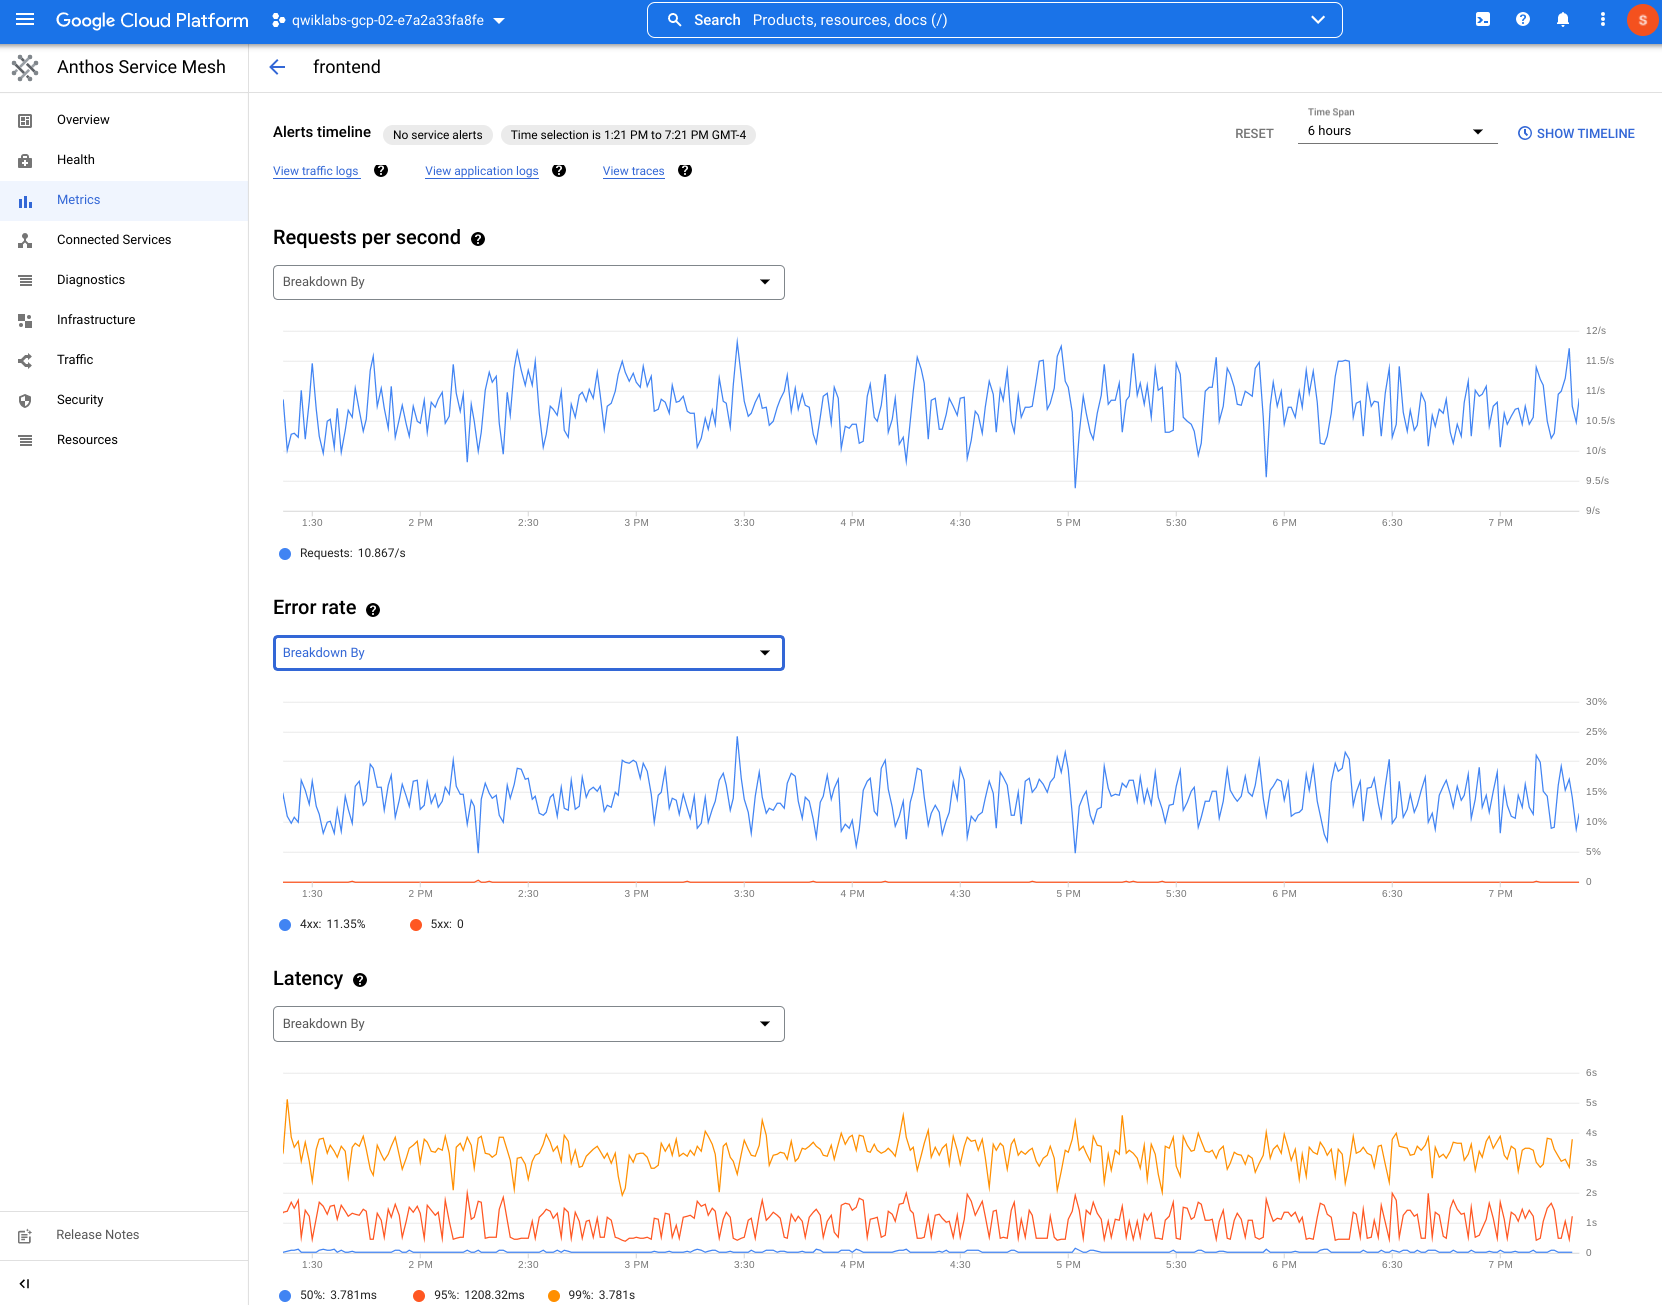 Google Cloud Platform
qwiklabs-gcp-02-e7a2a33fa8fe
Search Products, resources, docs (/)
S
Anthos Service Mesh
frontend
Overview
Health
Metrics
Connected Services
Diagnostics
Infrastructure
Traffic
Security
Resources
Release Notes
Alerts timeline
No service alerts
Time selection is 1:21 PM to 7:21 PM GMT-4
RESET
Time Span
6 hours
SHOW TIMELINE
View traffic logs
View application logs
View traces
Requests per second
Breakdown By
12/s
11.5/s
11/s
10.5/s
10/s
9.5/s
9/s
1:30 2 PM 2:30 3 PM 3:30 4 PM 4:30 5 PM 5:30 6 PM 6:30 7 PM
Requests: 10.867/s
Error rate
Breakdown By
30%
25%
20%
15%
10%
5%
0
1:30 2 PM 2:30 3 PM 3:30 4 PM 4:30 5 PM 5:30 6 PM 6:30 7 PM
4xx: 11.35% 5xx: 0
Latency
Breakdown By
6s
5s
4s
3s
2s
1s
0
1:30 2 PM 2:30 3 PM 3:30 4 PM 4:30 5 PM 5:30 6 PM 6:30 7 PM
50%: 3.781ms 95%: 1208.32ms 99%: 3.781s